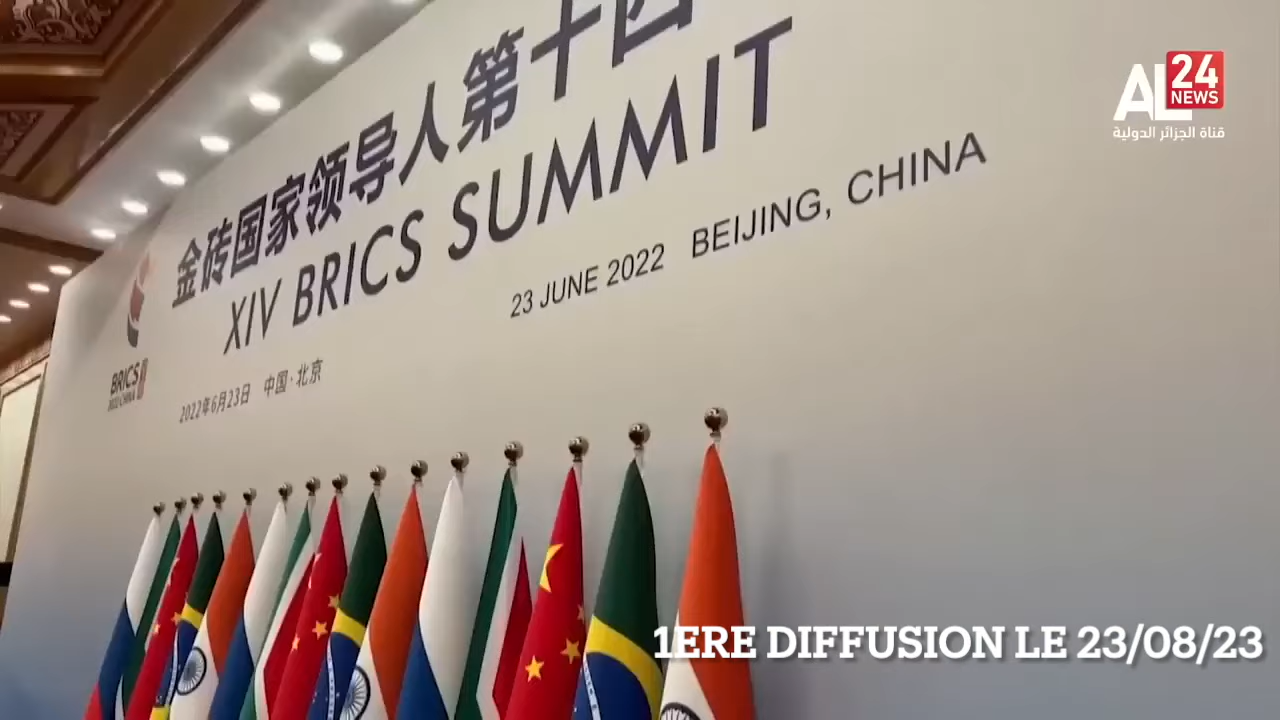 金砖国家领导人第十四
XIV BRICS SUMMIT
23 JUNE 2022 BEIJING, CHINA
BRICS
2022 CHINA
2022年6月23日 中国·北京
AL
24
NEWS
قناة الجزائر الدولية
1ERE DIFFUSION LE 23/08/23